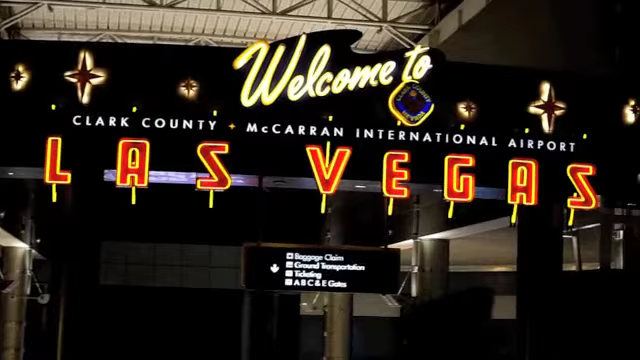 Welcome to
CLARK COUNTY McCARRAN INTERNATIONAL AIRPORT
LAS VEGAS
Baggage Claim
Ground Transportation
Ticketing
A B C & E Gates